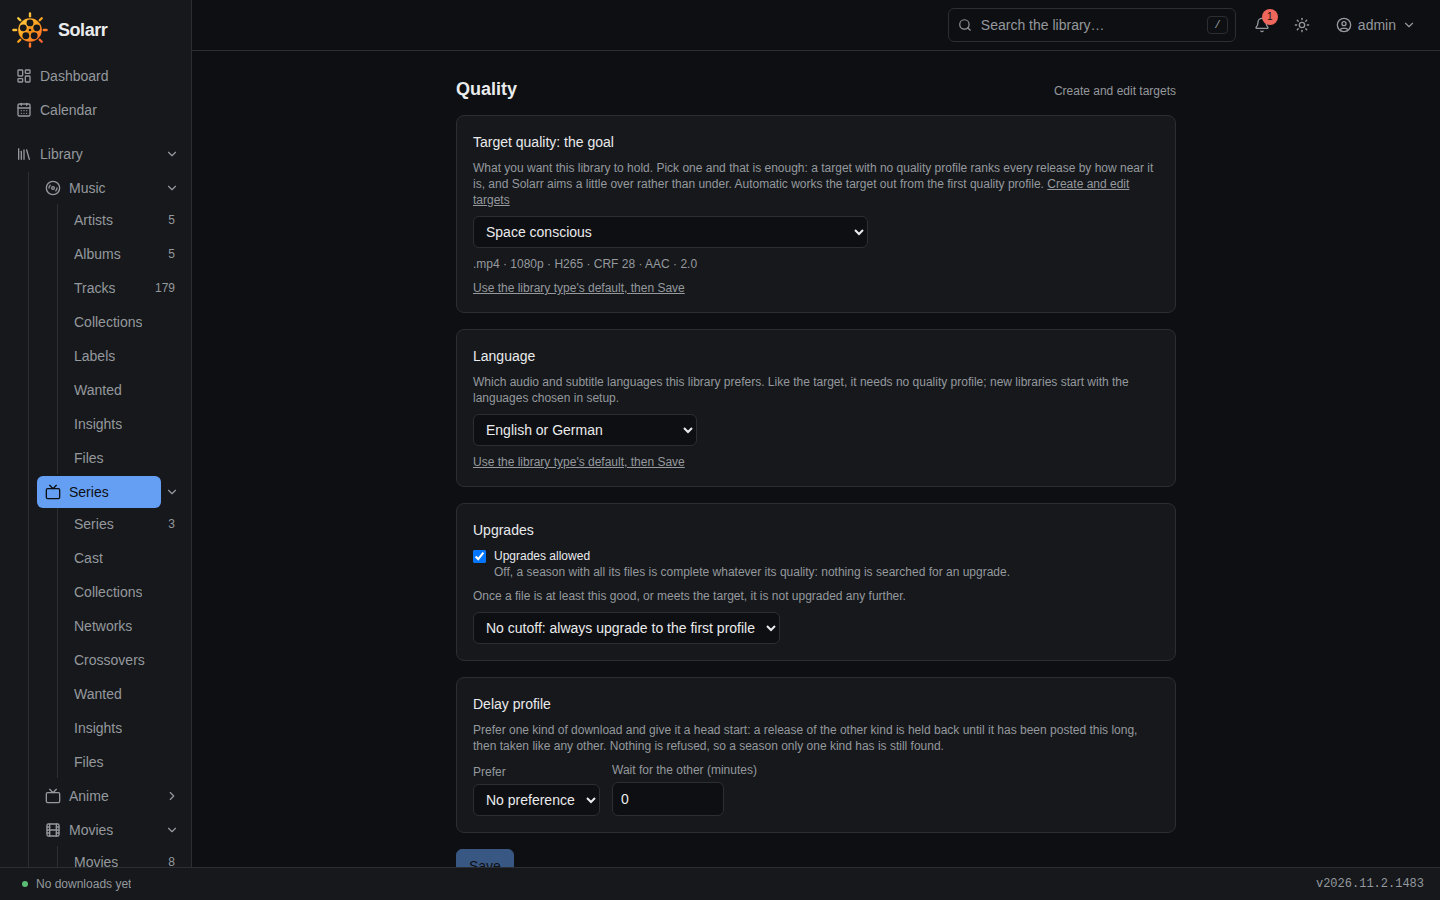 Solarr
Search the library…
/
1
admin
Dashboard
Calendar
Library
Music
Artists 5
Albums 5
Tracks 179
Collections
Labels
Wanted
Insights
Files
Series
Series 3
Cast
Collections
Networks
Crossovers
Wanted
Insights
Files
Anime
Movies
Movies 8
Quality
Create and edit targets
Target quality: the goal
What you want this library to hold. Pick one and that is enough: a target with no quality profile ranks every release by how near it
is, and Solarr aims a little over rather than under. Automatic works the target out from the first quality profile. Create and edit
targets
Space conscious
.mp4 · 1080p · H265 · CRF 28 · AAC · 2.0
Use the library type's default, then Save
Language
Which audio and subtitle languages this library prefers. Like the target, it needs no quality profile; new libraries start with the
languages chosen in setup.
English or German
Use the library type's default, then Save
Upgrades
Upgrades allowed
Off, a season with all its files is complete whatever its quality: nothing is searched for an upgrade.
Once a file is at least this good, or meets the target, it is not upgraded any further.
No cutoff: always upgrade to the first profile
Delay profile
Prefer one kind of download and give it a head start: a release of the other kind is held back until it has been posted this long,
then taken like any other. Nothing is refused, so a season only one kind has is still found.
Prefer
Wait for the other (minutes)
No preference
0
Save
No downloads yet
v2026.11.2.1483